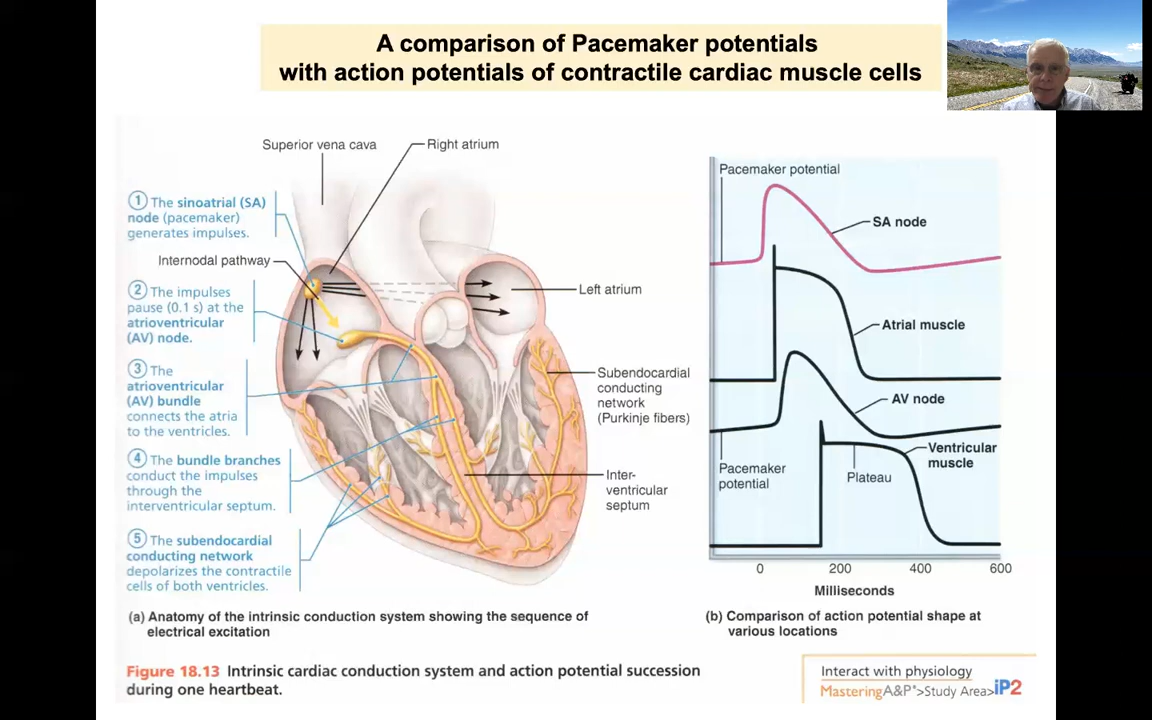 A comparison of Pacemaker potentials
with action potentials of contractile cardiac muscle cells
Superior vena cava
Right atrium
1 The sinoatrial (SA)
node (pacemaker)
generates impulses.
Internodal pathway
2 The impulses
pause (0.1 s) at the
atrioventricular
(AV) node.
Left atrium
3 The
atrioventricular
(AV) bundle
connects the atria
to the ventricles.
Subendocardial
conducting
network
(Purkinje fibers)
4 The bundle branches
conduct the impulses
through the
interventricular septum.
Inter-
ventricular
septum
5 The subendocardial
conducting network
depolarizes the contractile
cells of both ventricles.
(a) Anatomy of the intrinsic conduction system showing the sequence of
electrical excitation
Pacemaker potential
SA node
Atrial muscle
AV node
Ventricular
muscle
Pacemaker
potential
Plateau
0 200 400 600
Milliseconds
(b) Comparison of action potential shape at
various locations
Figure 18.13 Intrinsic cardiac conduction system and action potential succession
during one heartbeat.
Interact with physiology
MasteringA&P®>Study Area>iP2